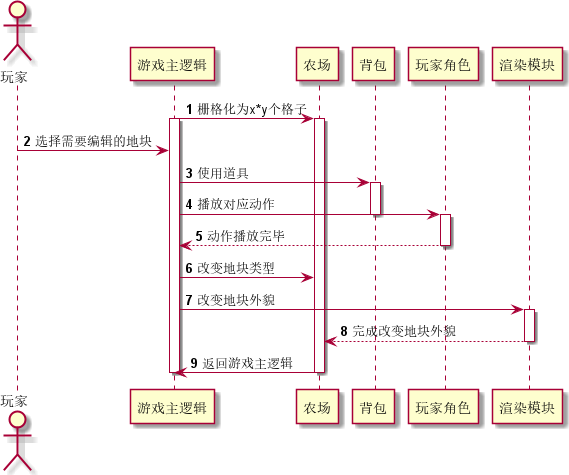 玩家
游戏主逻辑
农场
背包
玩家角色
渲染模块
1 栅格化为x*y个格子
2 选择需要编辑的地块
3 使用道具
4 播放对应动作
5 动作播放完毕
6 改变地块类型
7 改变地块外貌
8 完成改变地块外貌
9 返回游戏主逻辑
玩家
游戏主逻辑
农场
背包
玩家角色
渲染模块